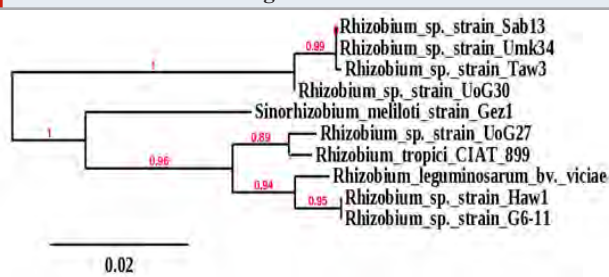 Rhizobium_sp._strain_Sab13
0.99
Rhizobium_sp._strain_Umk34
1
Rhizobium_sp._strain_Taw3
Rhizobium_sp._strain_UoG30
Sinorhizobium_meliloti_strain_Gez1
1
0.89
Rhizobium_sp._strain_UoG27
0.96
Rhizobium_tropici_CIAT_899
Rhizobium_leguminosarum_bv._viciae
0.94
0.95
Rhizobium_sp._strain_Haw1
Rhizobium_sp._strain_G6-11
0.02